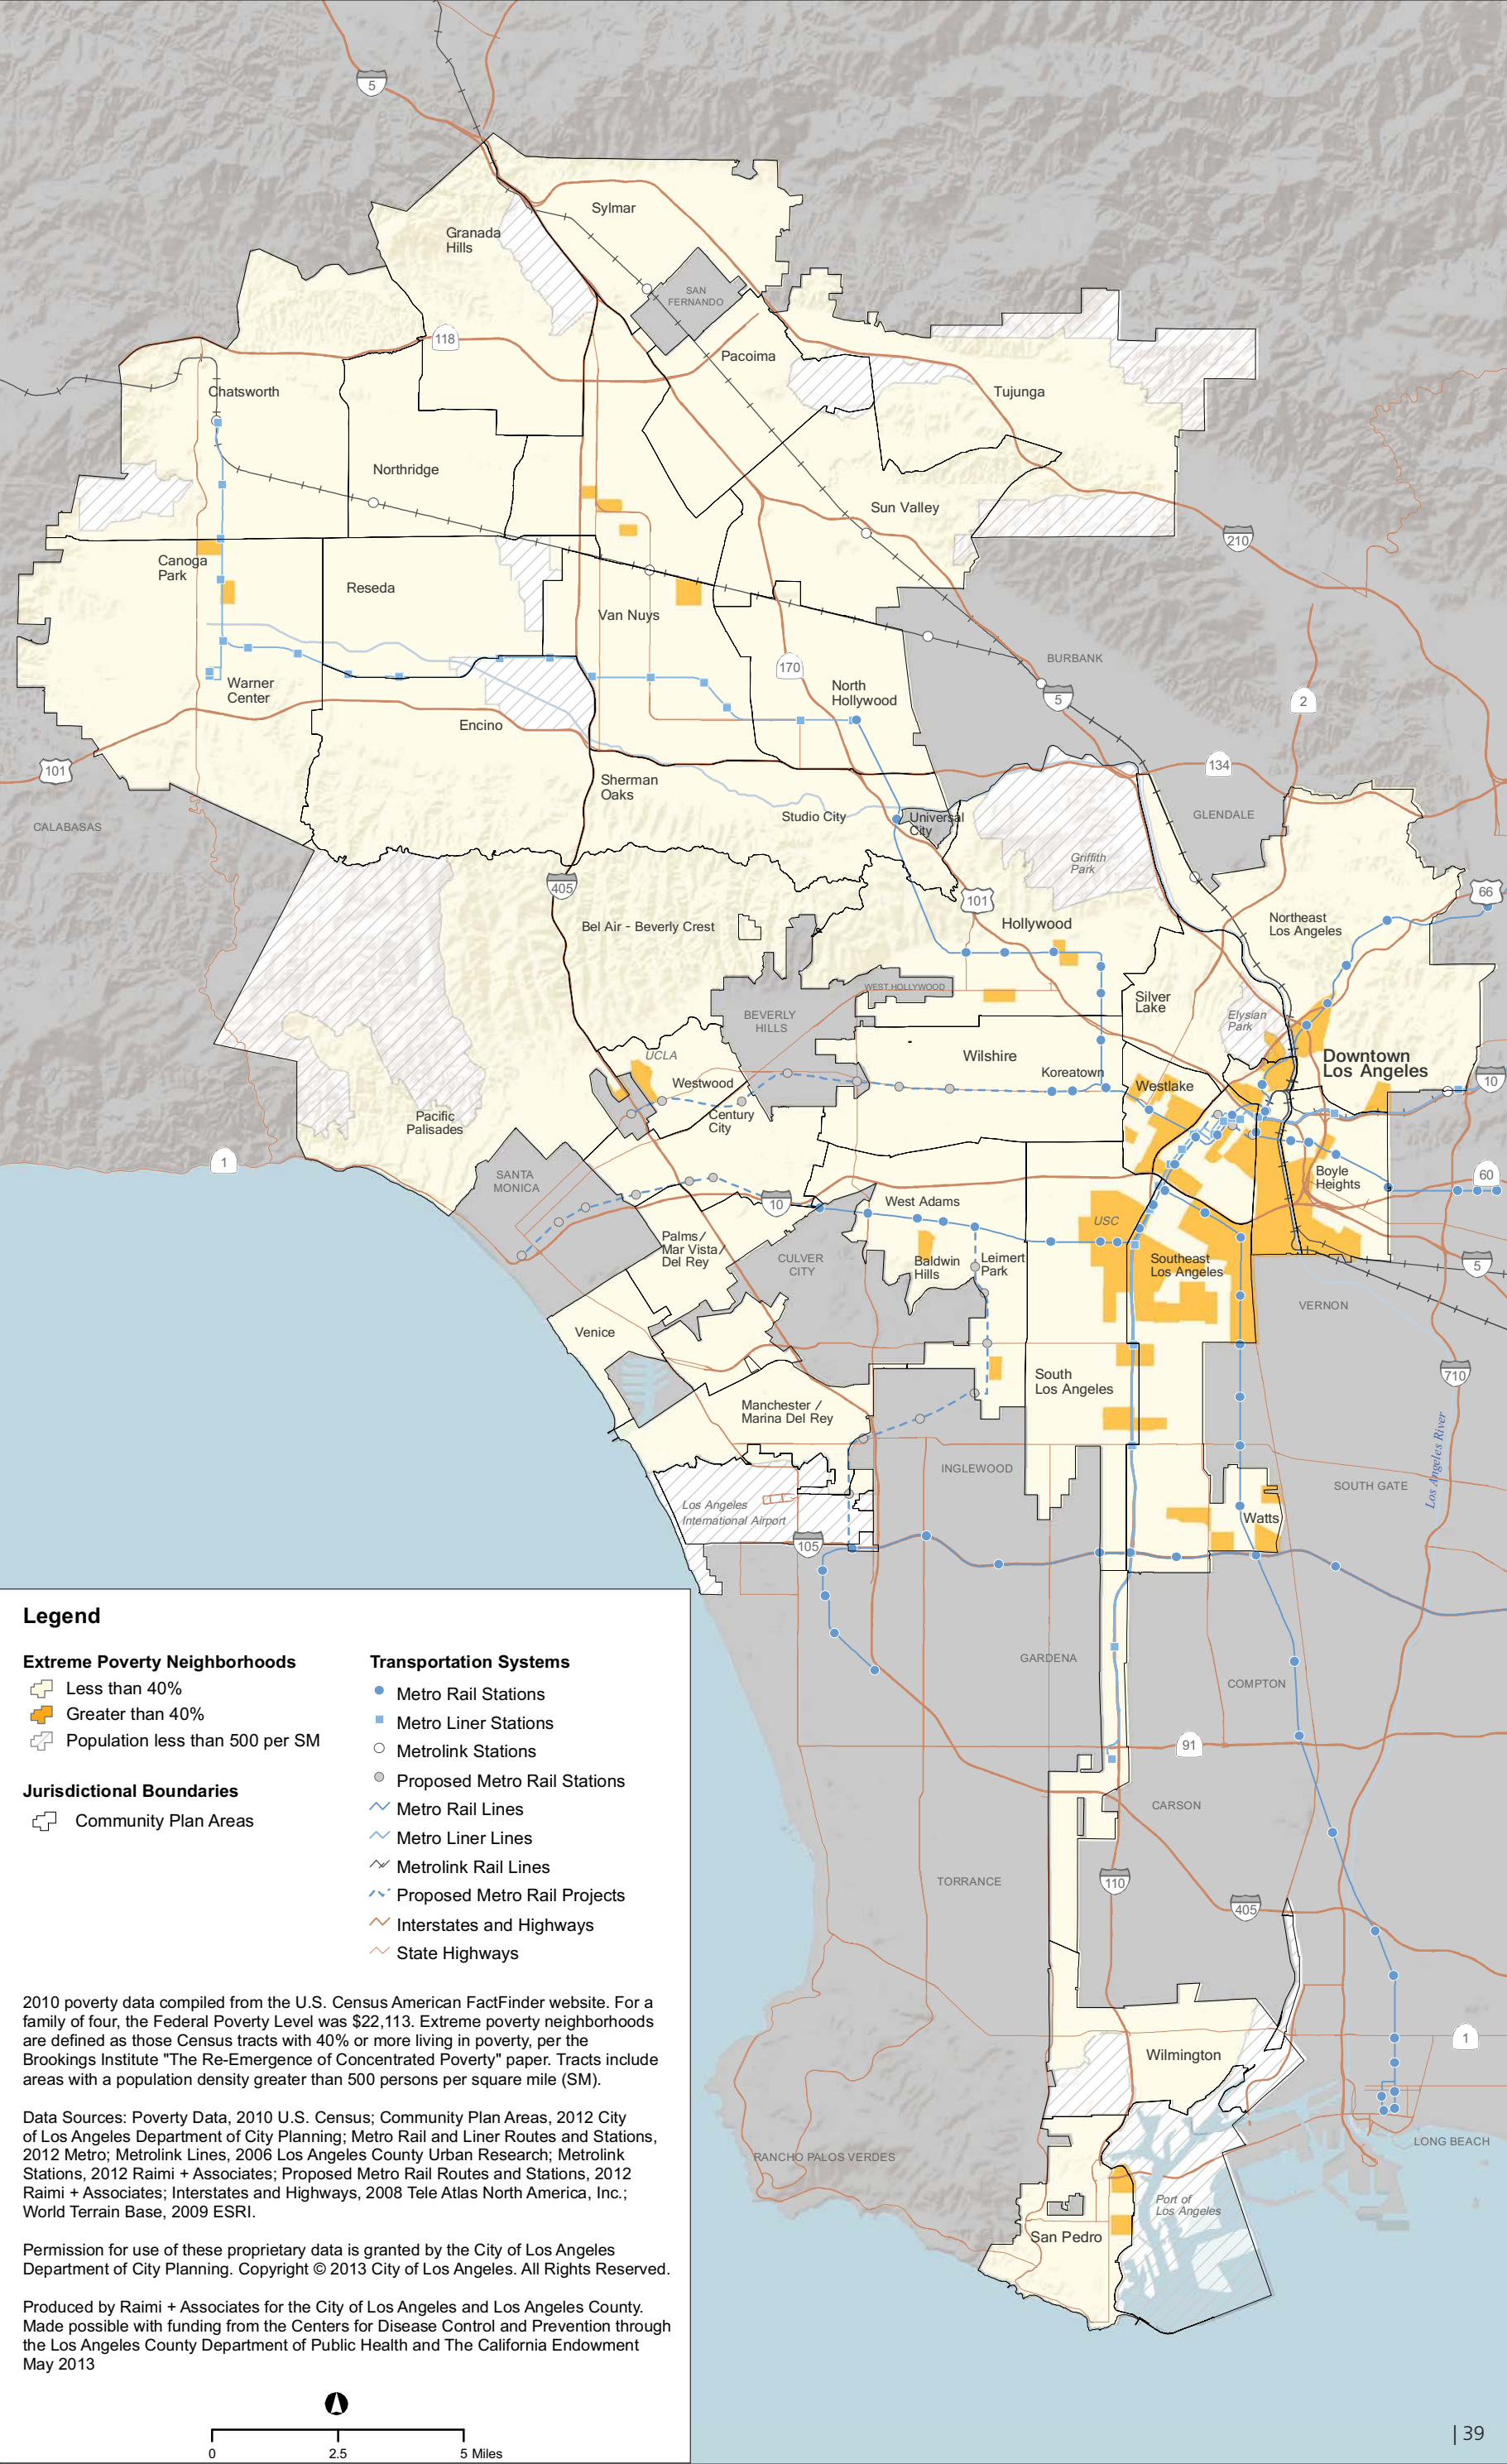 5
Sylmar
Granada
Hills
SAN
FERNANDO
118
Pacoima
Chatsworth
Tujunga
Northridge
Sun Valley
210
Canoga
Park
Reseda
Van Nuys
BURBANK
170
Warner
Center
North
Hollywood
5
2
Encino
101
134
Sherman
Oaks
Studio City
Universal
City
GLENDALE
CALABASAS
Griffith
Park
405
101
66
Bel Air - Beverly Crest
Hollywood
Northeast
Los Angeles
WEST HOLLYWOOD
Silver
Lake
BEVERLY
HILLS
Elysian
Park
UCLA
Wilshire
Downtown
Los Angeles
Koreatown
Westwood
Westlake
10
Century
City
Pacific
Palisades
1
SANTA
MONICA
Boyle
Heights
60
10
West Adams
USC
Palms/
Mar Vista/
Del Rey
CULVER
CITY
Baldwin
Hills
Leimert
Park
Southeast
Los Angeles
5
VERNON
Venice
South
Los Angeles
710
Manchester /
Marina Del Rey
INGLEWOOD
SOUTH GATE
Los Angeles River
Los Angeles
International Airport
Watts
105
GARDENA
COMPTON
91
CARSON
TORRANCE
110
405
1
Wilmington
LONG BEACH
RANCHO PALOS VERDES
Port of
Los Angeles
San Pedro
Legend
Extreme Poverty Neighborhoods
Less than 40%
Greater than 40%
Population less than 500 per SM
Jurisdictional Boundaries
Community Plan Areas
Transportation Systems
Metro Rail Stations
Metro Liner Stations
Metrolink Stations
Proposed Metro Rail Stations
Metro Rail Lines
Metro Liner Lines
Metrolink Rail Lines
Proposed Metro Rail Projects
Interstates and Highways
State Highways
2010 poverty data compiled from the U.S. Census American FactFinder website. For a
family of four, the Federal Poverty Level was $22,113. Extreme poverty neighborhoods
are defined as those Census tracts with 40% or more living in poverty, per the
Brookings Institute "The Re-Emergence of Concentrated Poverty" paper. Tracts include
areas with a population density greater than 500 persons per square mile (SM).
Data Sources: Poverty Data, 2010 U.S. Census; Community Plan Areas, 2012 City
of Los Angeles Department of City Planning; Metro Rail and Liner Routes and Stations,
2012 Metro; Metrolink Lines, 2006 Los Angeles County Urban Research; Metrolink
Stations, 2012 Raimi + Associates; Proposed Metro Rail Routes and Stations, 2012
Raimi + Associates; Interstates and Highways, 2008 Tele Atlas North America, Inc.;
World Terrain Base, 2009 ESRI.
Permission for use of these proprietary data is granted by the City of Los Angeles
Department of City Planning. Copyright © 2013 City of Los Angeles. All Rights Reserved.
Produced by Raimi + Associates for the City of Los Angeles and Los Angeles County.
Made possible with funding from the Centers for Disease Control and Prevention through
the Los Angeles County Department of Public Health and The California Endowment
May 2013
0 2.5 5 Miles
| 39